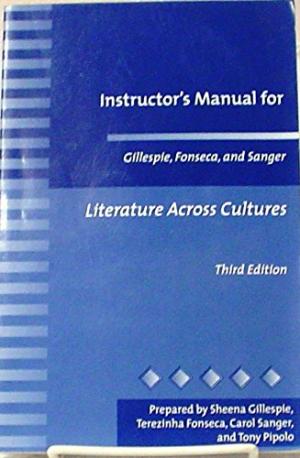 Instructor's Manual for
Gillespie, Fonseca, and Sanger
Literature Across Cultures
Third Edition
Prepared by Sheena Gillespie,
Terezinha Fonseca, Carol Sanger,
and Tony Pipolo